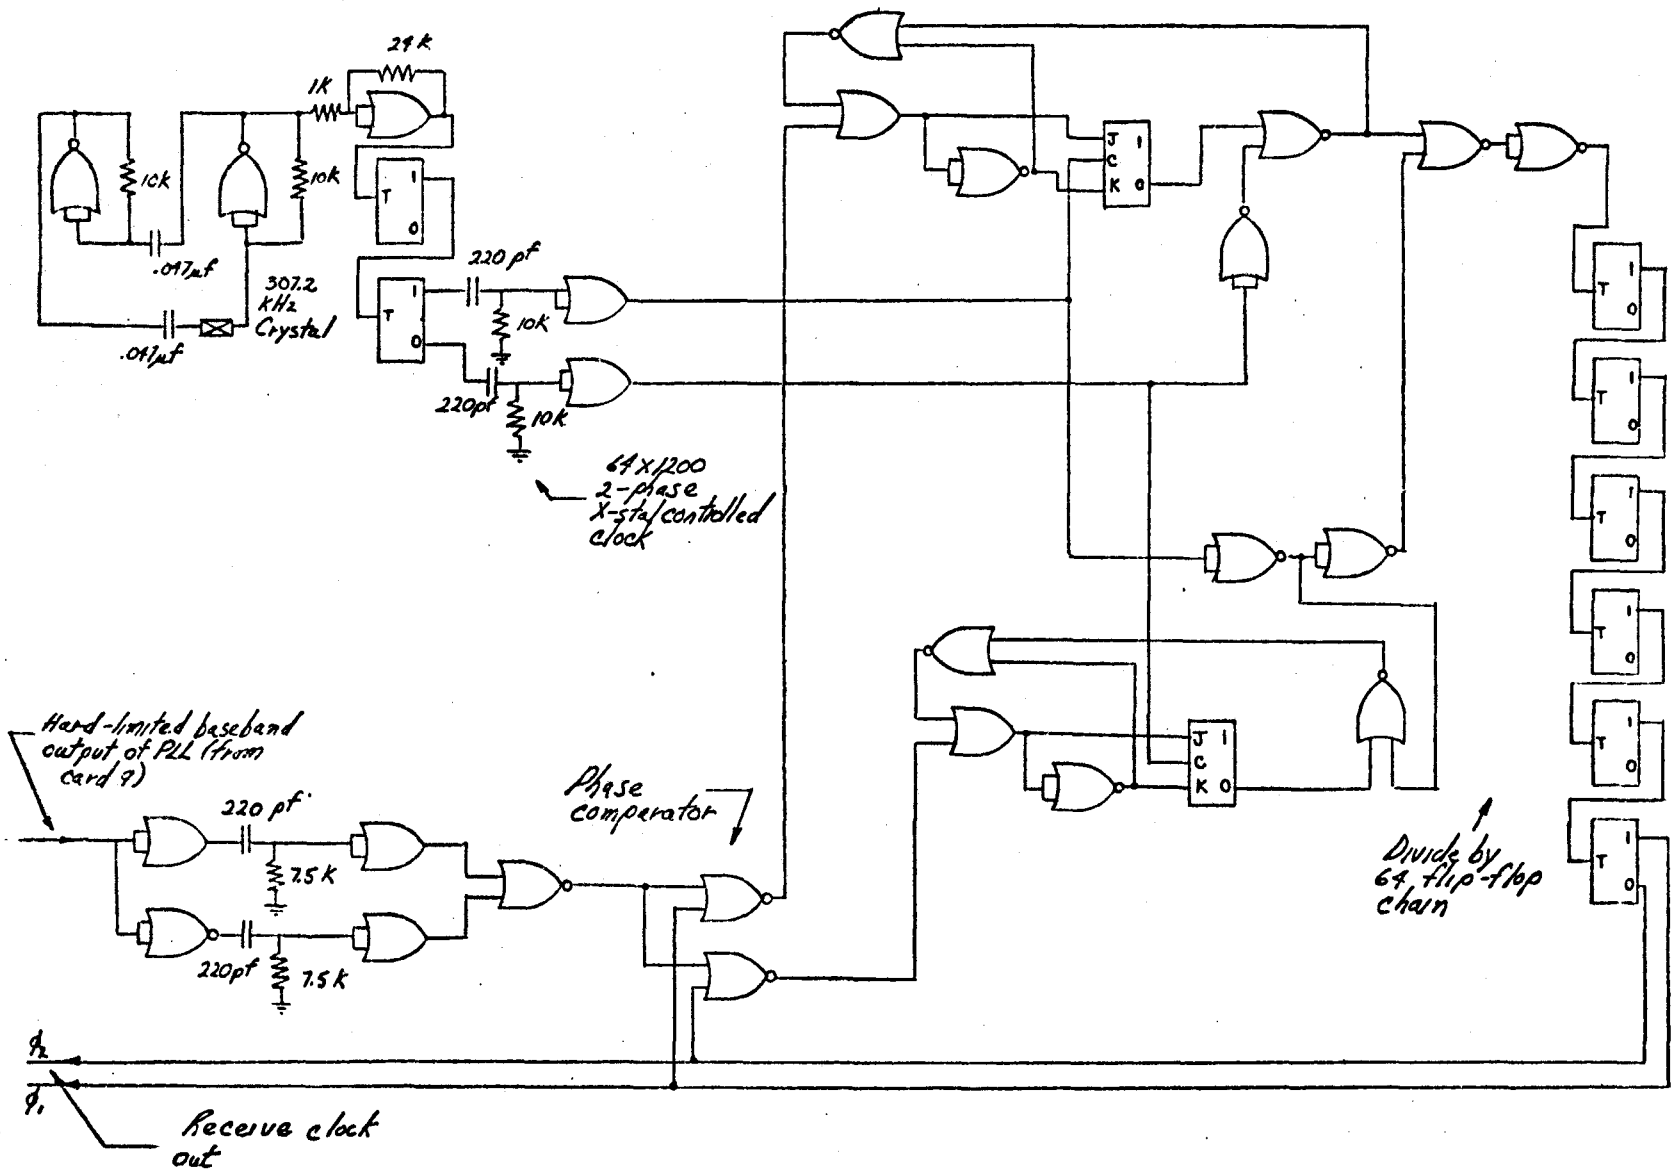 24K
1K
10K
10K
.047µf
.047µf
307.2
KHz
Crystal
T
1
0
T
1
0
220 pf
10K
220pf
10K
64X1200
2-phase
X-stal controlled
clock
J
C
K
1
0
T
1
0
T
1
0
T
1
0
T
1
0
T
1
0
T
1
0
J
C
K
1
0
Hard-limited baseband
output of PLL (from
card 9)
220 pf
7.5K
220pf
7.5K
Phase
comparator
Divide by
64 flip-flop
chain
ϕ2
ϕ1
Receive clock
out